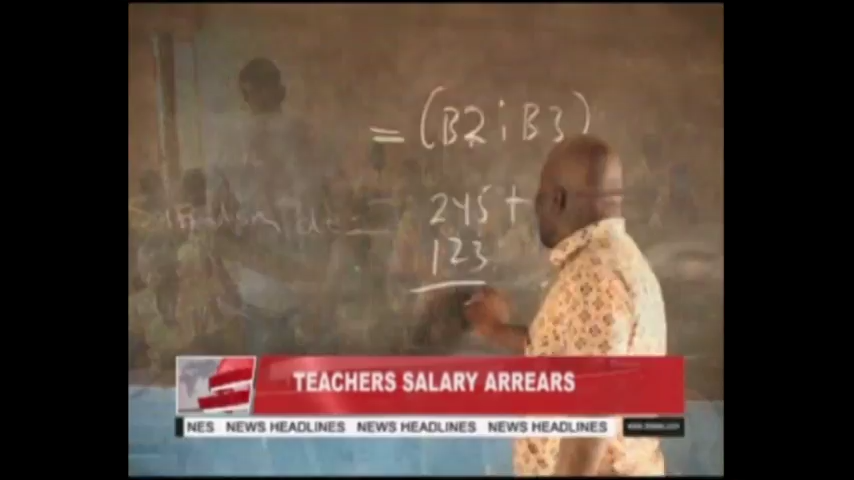 = (B2;B3)
245 +
123
TEACHERS SALARY ARREARS
NES NEWS HEADLINES NEWS HEADLINES NEWS HEADLINES